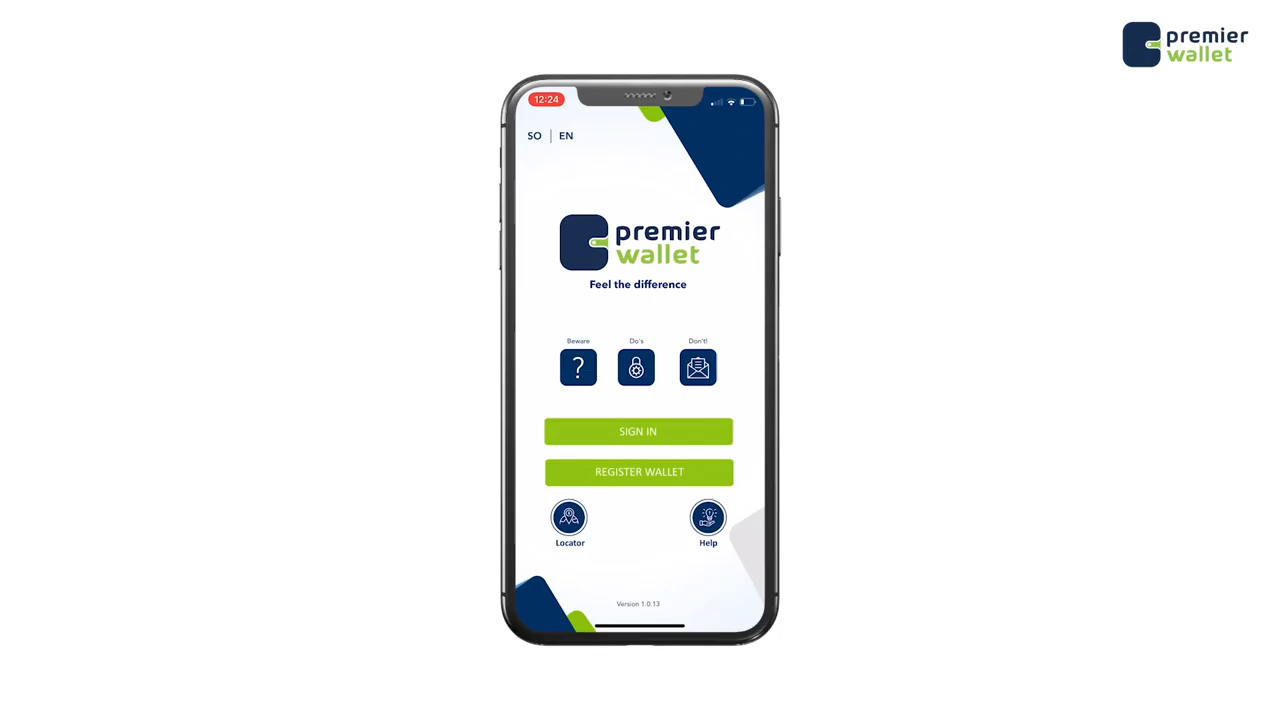 premier
wallet
12:24
SO | EN
premier
wallet
Feel the difference
Beware
Do's
Don't!
SIGN IN
REGISTER WALLET
Locator
Help
Version 1.0.13